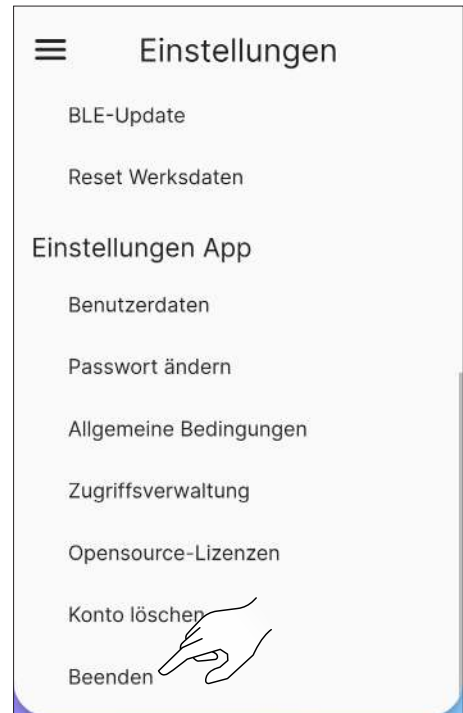 Einstellungen
BLE-Update
Reset Werksdaten
Einstellungen App
Benutzerdaten
Passwort ändern
Allgemeine Bedingungen
Zugriffsverwaltung
Opensource-Lizenzen
Konto löschen
Beenden